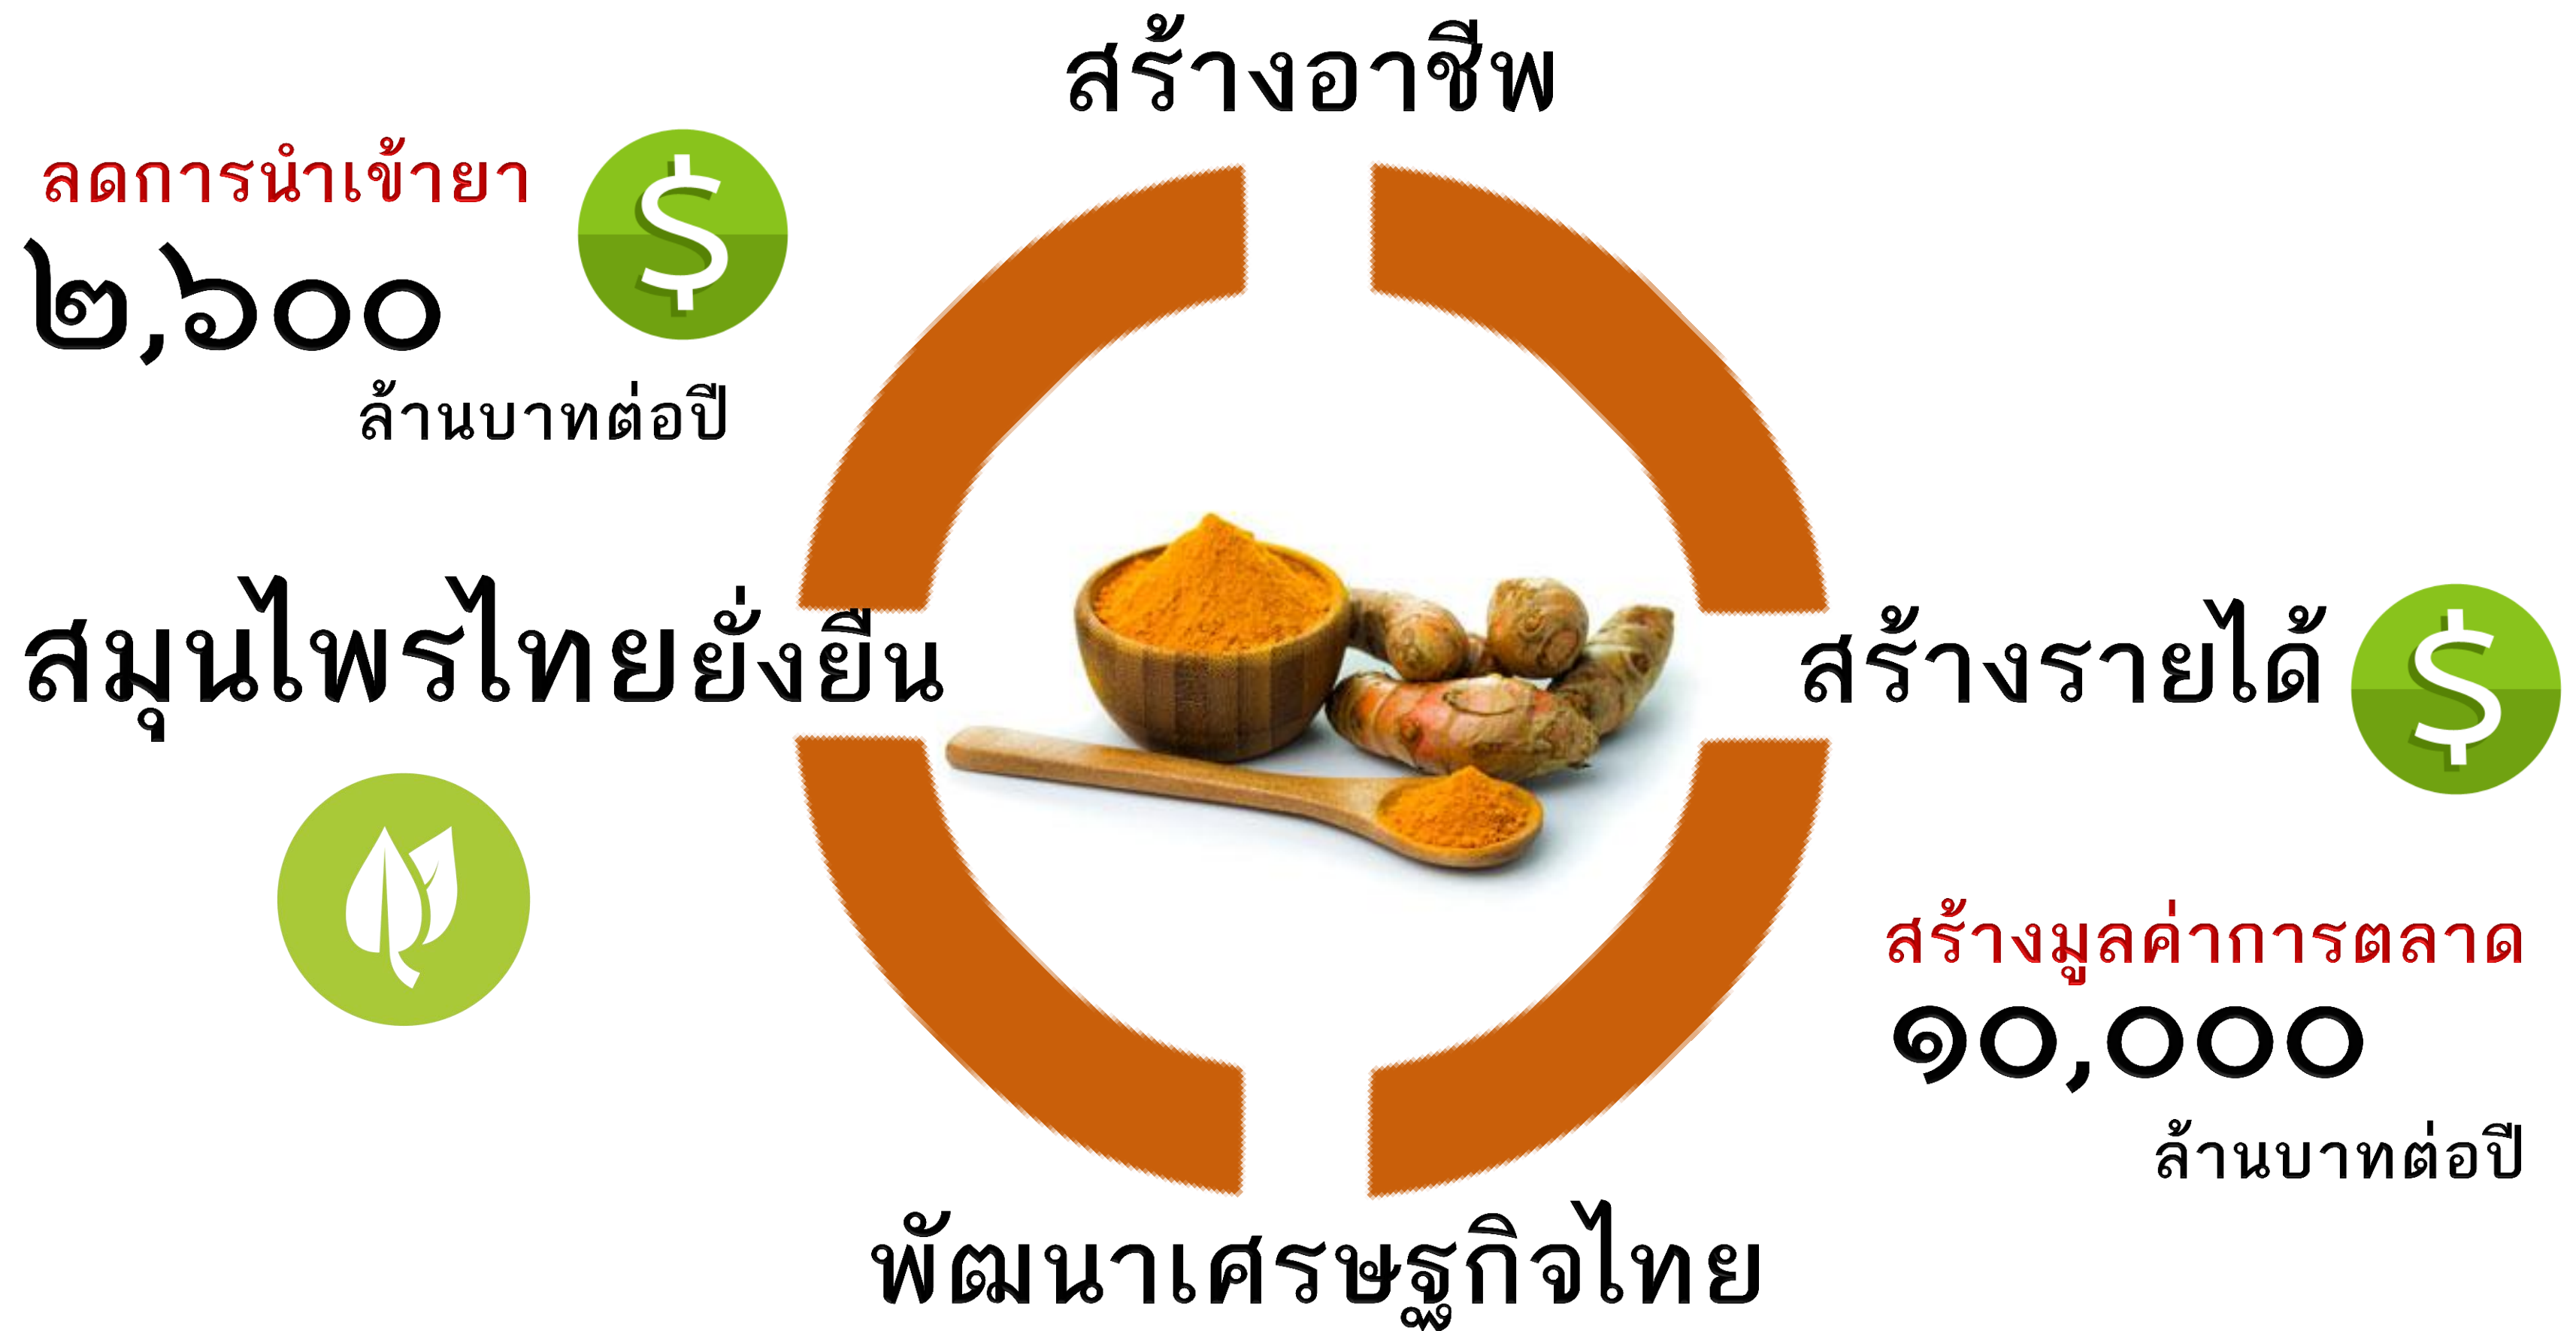 สร้างอาชีพ
ลดการนำเข้ายา
๒,๖๐๐
ล้านบาทต่อปี
สมุนไพรไทยยั่งยืน
สร้างรายได้
สร้างมูลค่าการตลาด
๑๐,๐๐๐
ล้านบาทต่อปี
พัฒนาเศรษฐกิจไทย